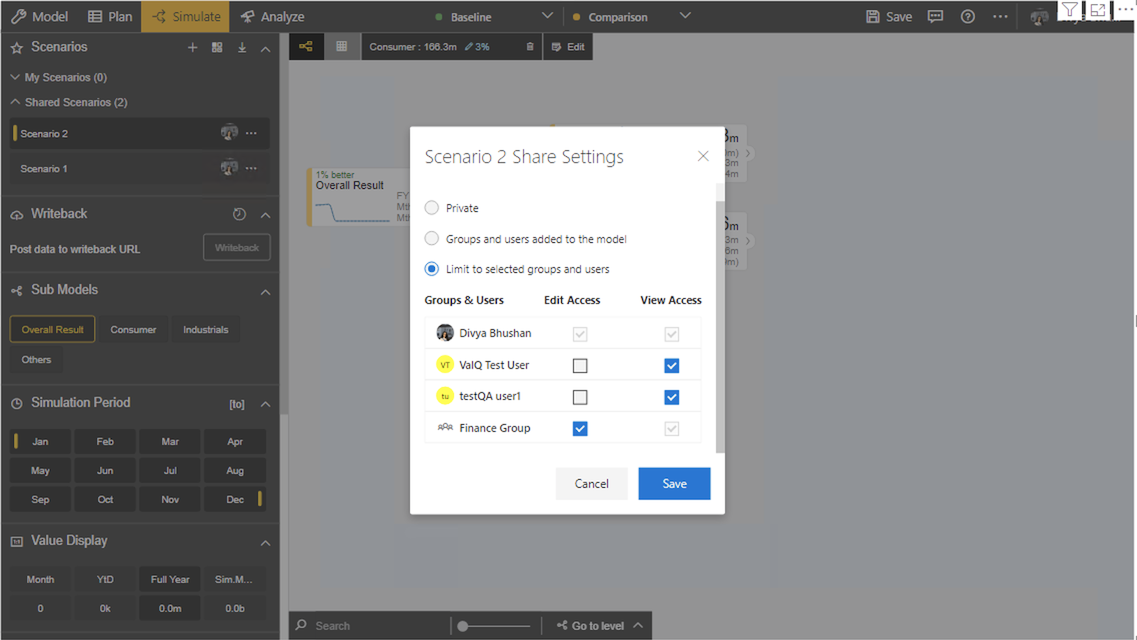 Model Plan Simulate Analyze Baseline Comparison Save
Scenarios
Consumer : 166.3m 3% Edit
My Scenarios (0)
Shared Scenarios (2)
Scenario 2
Scenario 1
Writeback
Post data to writeback URL Writeback
Sub Models
Overall Result Consumer Industrials
Others
Simulation Period [to]
Jan Feb Mar Apr
May Jun Jul Aug
Sep Oct Nov Dec
Value Display
Month YtD Full Year Sim.M...
0 0k 0.0m 0.0b
1% better
Overall Result
FY
Mth
Scenario 2 Share Settings
Private
Groups and users added to the model
Limit to selected groups and users
Groups & Users Edit Access View Access
Divya Bhushan
VT ValQ Test User
tu testQA user1
Finance Group
Cancel Save
Search Go to level